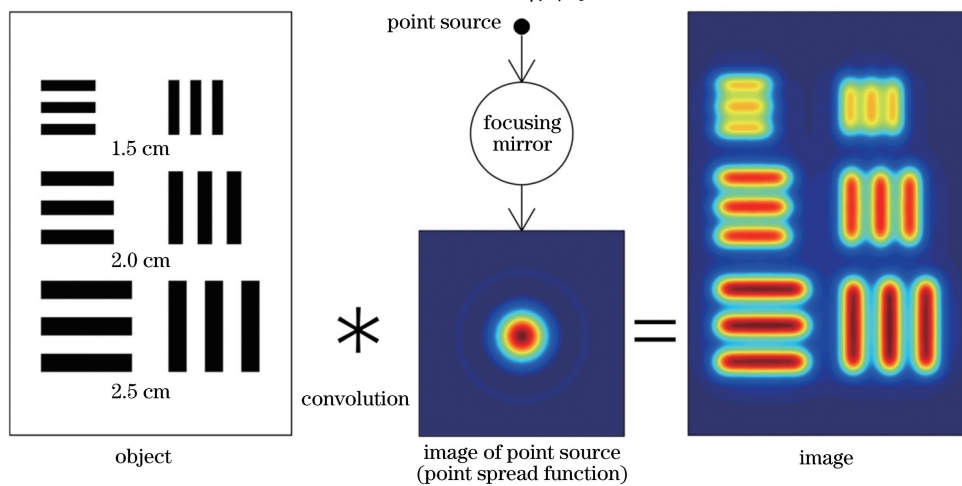 point source
focusing
mirror
1.5 cm
2.0 cm
2.5 cm
*
convolution
=
object
image of point source
(point spread function)
image